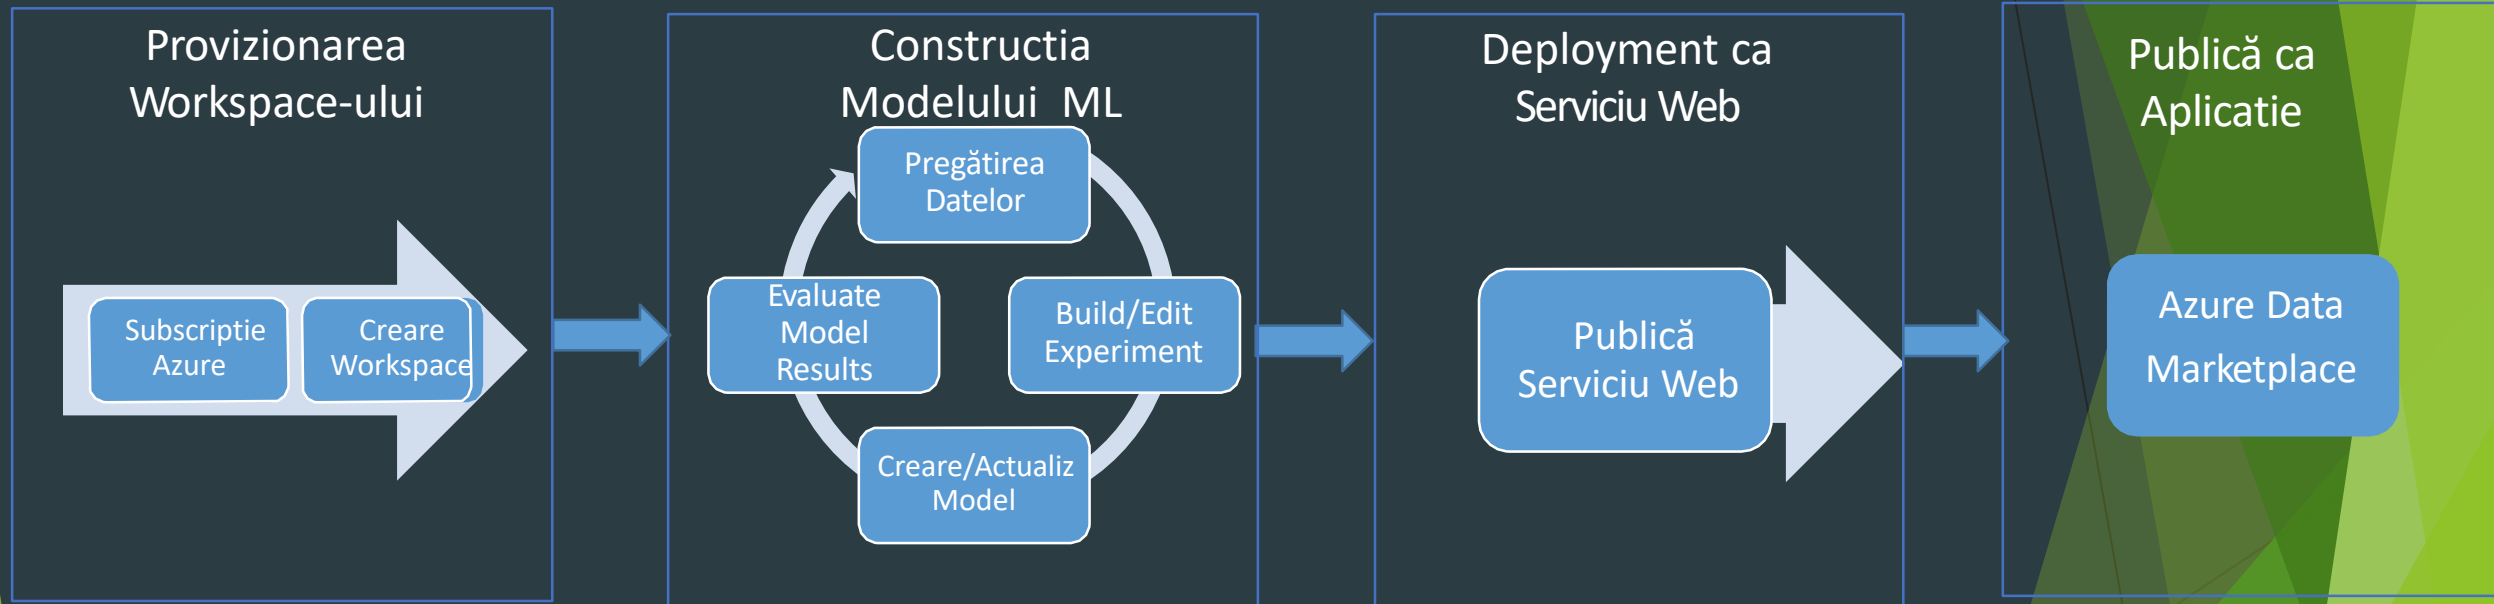 Provizionarea
Workspace-ului
Subscriptie
Azure
Creare
Workspace
Constructia
Modelului ML
Pregătirea
Datelor
Build/Edit
Experiment
Creare/Actualiz
Model
Evaluate
Model
Results
Deployment ca
Serviciu Web
Publică
Serviciu Web
Publică ca
Aplicatie
Azure Data
Marketplace